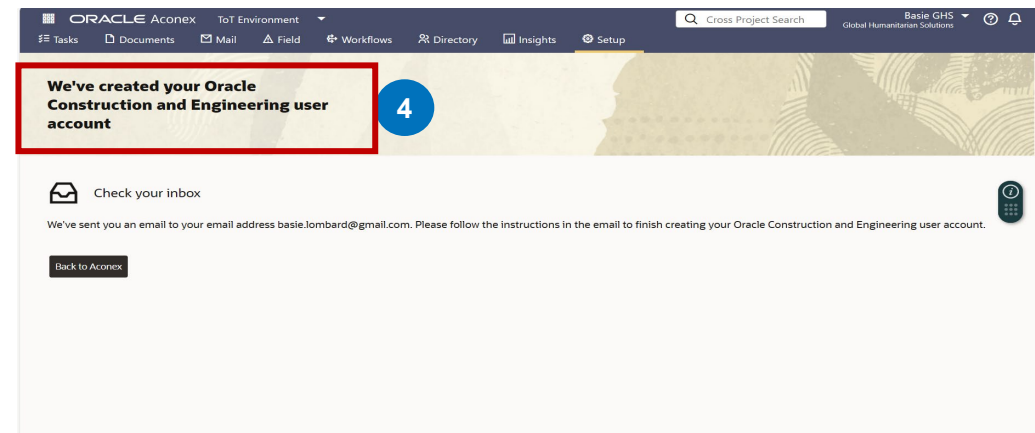 ORACLE Aconex ToT Environment Cross Project Search Basie GHS
Global Humanitarian Solutions
Tasks Documents Mail Field Workflows Directory Insights Setup
We've created your Oracle
Construction and Engineering user
account
4
Check your inbox
We've sent you an email to your email address basie.lombard@gmail.com. Please follow the instructions in the email to finish creating your Oracle Construction and Engineering user account.
Back to Aconex